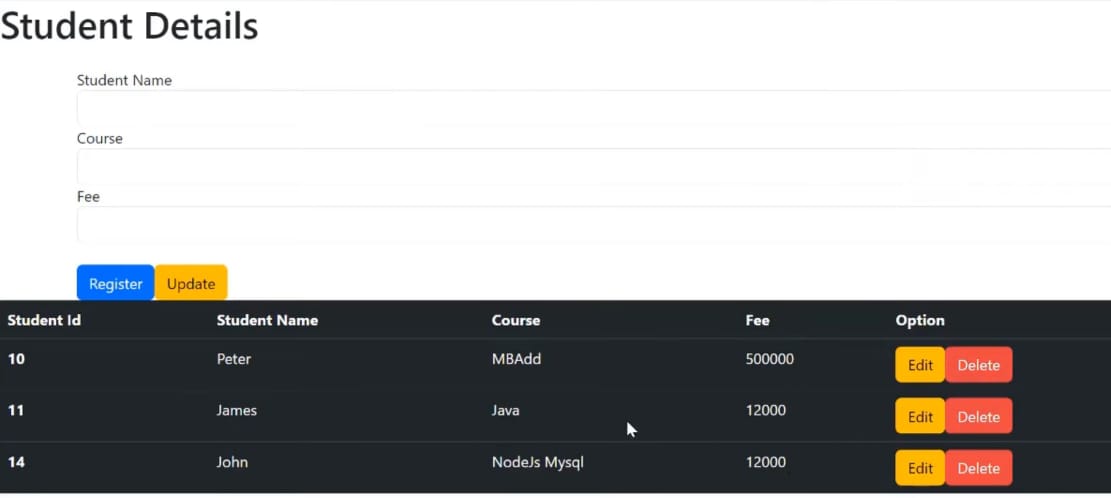 Student Details
Student Name
Course
Fee
Register Update
Student Id Student Name Course Fee Option
10 Peter MBAdd 500000 Edit Delete
11 James Java 12000 Edit Delete
14 John NodeJs Mysql 12000 Edit Delete